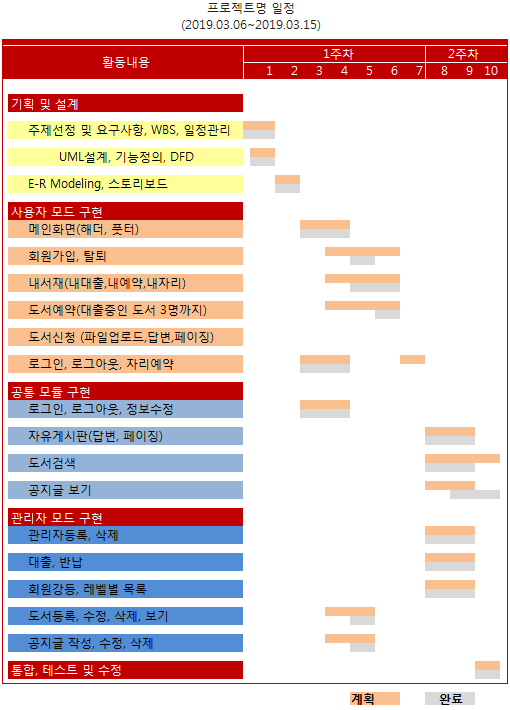 프로젝트명 일정
(2019.03.06~2019.03.15)
활동내용
1주차 2주차
1 2 3 4 5 6 7 8 9 10
기획 및 설계
주제선정 및 요구사항, WBS, 일정관리
UML설계, 기능정의, DFD
E-R Modeling, 스토리보드
사용자 모드 구현
메인화면(해더, 풋터)
회원가입, 탈퇴
내서재(내대출,내예약,내자리)
도서예약(대출중인 도서 3명까지)
도서신청 (파일업로드,답변,페이징)
로그인, 로그아웃, 자리예약
공통 모듈 구현
로그인, 로그아웃, 정보수정
자유게시판(답변, 페이징)
도서검색
공지글 보기
관리자 모드 구현
관리자등록, 삭제
대출, 반납
회원강등, 레벨별 목록
도서등록, 수정, 삭제, 보기
공지글 작성, 수정, 삭제
통합, 테스트 및 수정
계획 완료